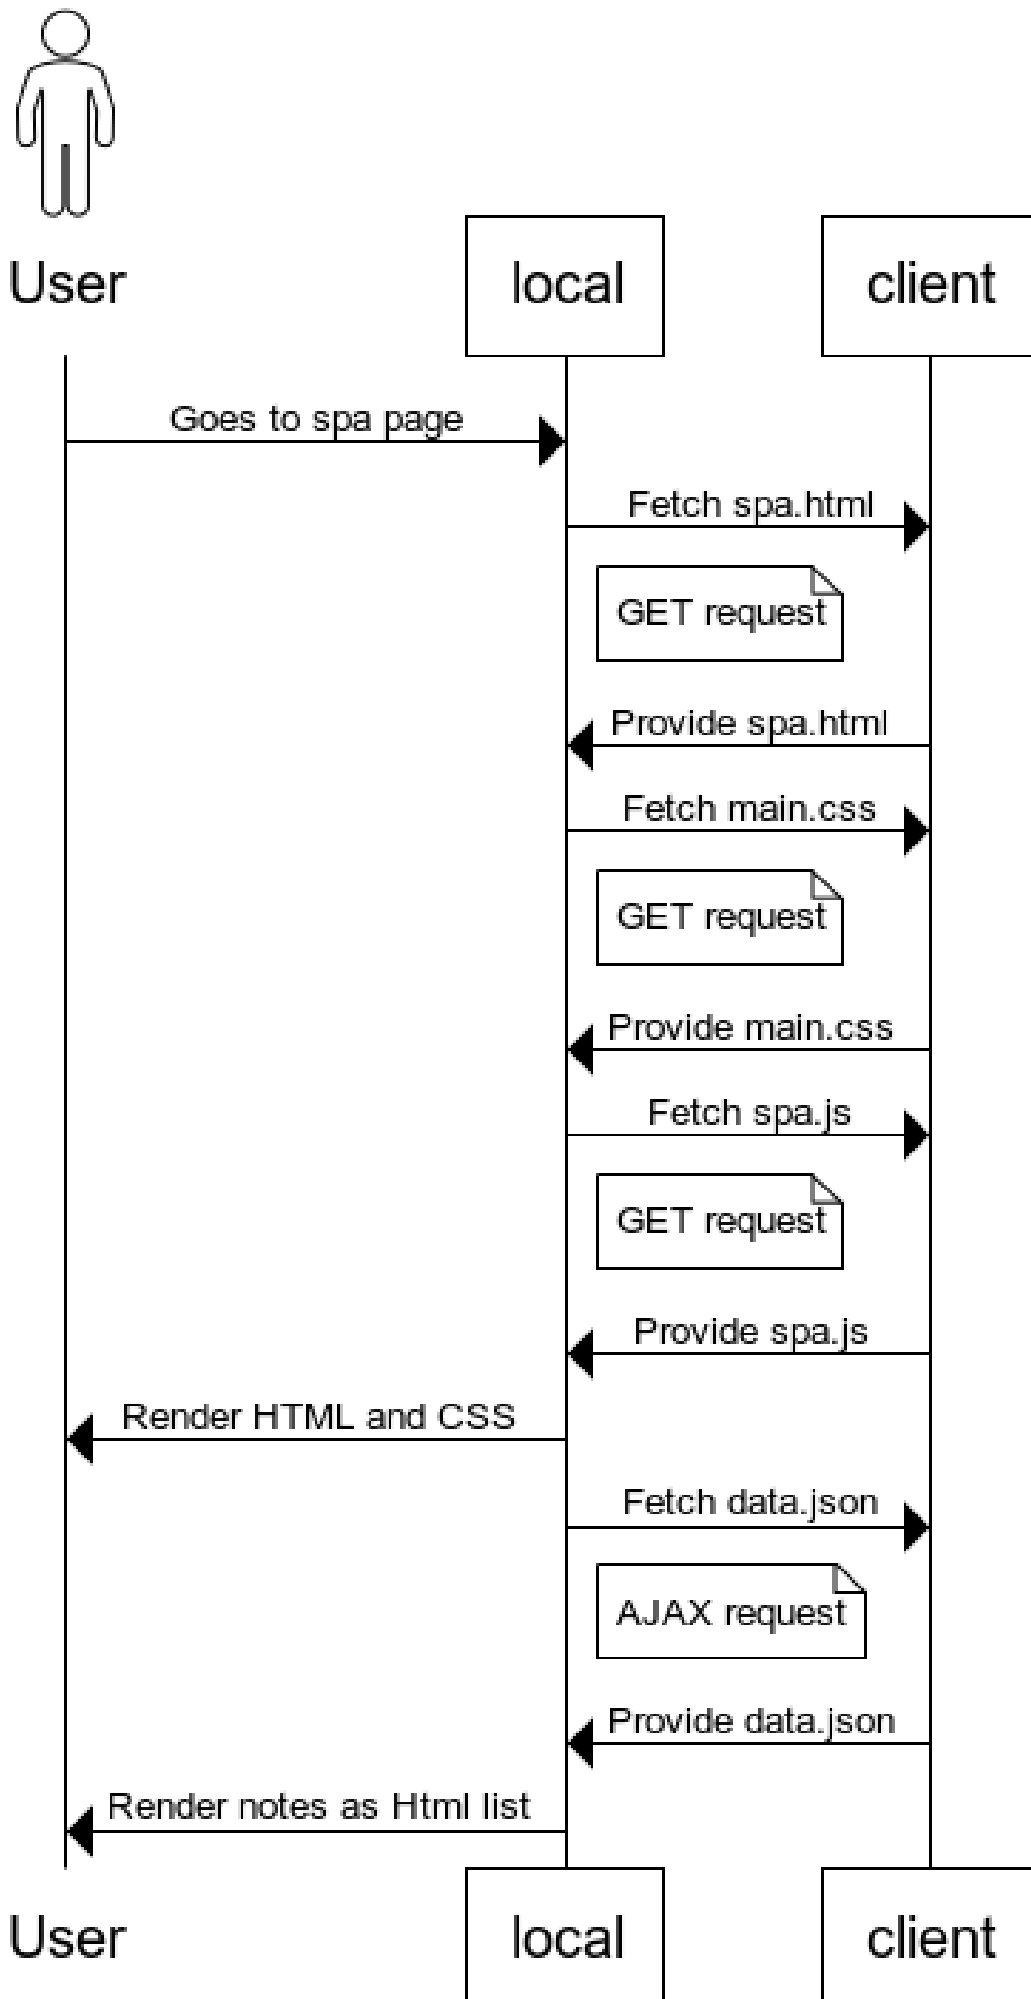 User
local
client
Goes to spa page
Fetch spa.html
GET request
Provide spa.html
Fetch main.css
GET request
Provide main.css
Fetch spa.js
GET request
Provide spa.js
Render HTML and CSS
Fetch data.json
AJAX request
Provide data.json
Render notes as Html list
User
local
client